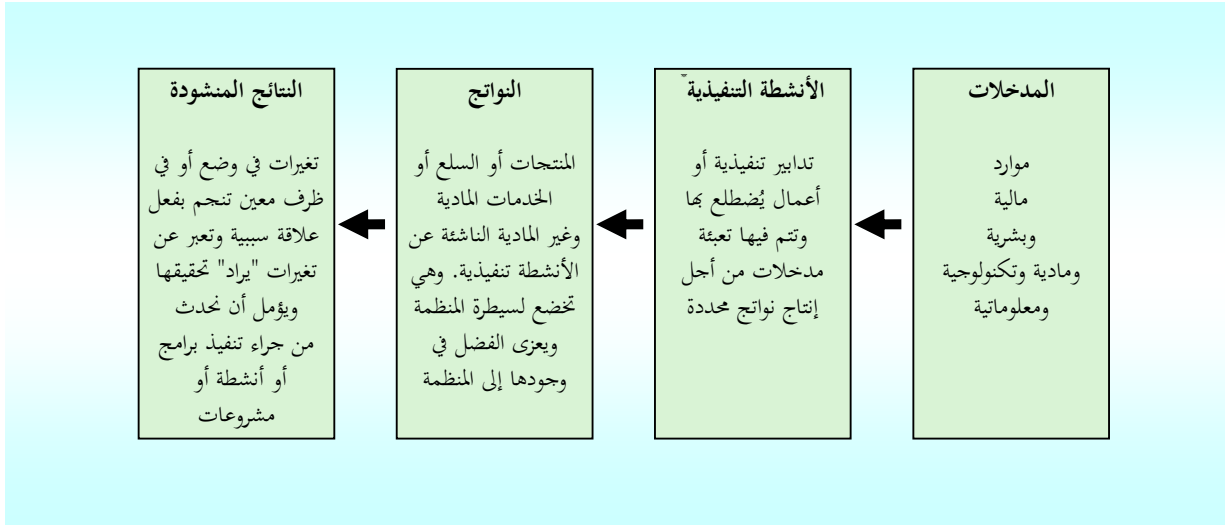 المدخلات
موارد
مالية
وبشرية
ومادية وتكنولوجية
ومعلوماتية
الأنشطة التنفيذية
تدابير تنفيذية أو
أعمال يُضطلع بها
وتتم فيها تعبئة
مدخلات من أجل
إنتاج نواتج محددة
النواتج
المنتجات أو السلع أو
الخدمات المادية
وغير المادية الناشئة عن
الأنشطة تنفيذية. وهي
تخضع لسيطرة المنظمة
ويعزى الفضل في
وجودها إلى المنظمة
النتائج المنشودة
تغيرات في وضع أو في
ظرف معين تنجم بفعل
علاقة سببية وتعبر عن
تغيرات "يراد" تحقيقها
ويؤمل أن نحدث
من جراء تنفيذ برامج
أو أنشطة أو
مشروعات